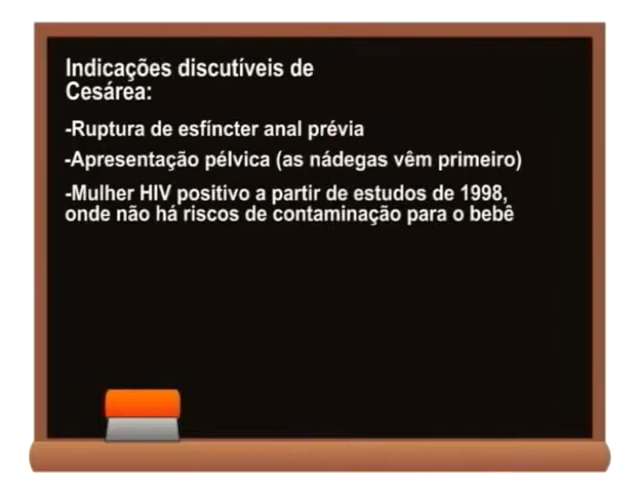 Indicações discutíveis de
Cesárea:
-Ruptura de esfíncter anal prévia
-Apresentação pélvica (as nádegas vêm primeiro)
-Mulher HIV positivo a partir de estudos de 1998,
onde não há riscos de contaminação para o bebê